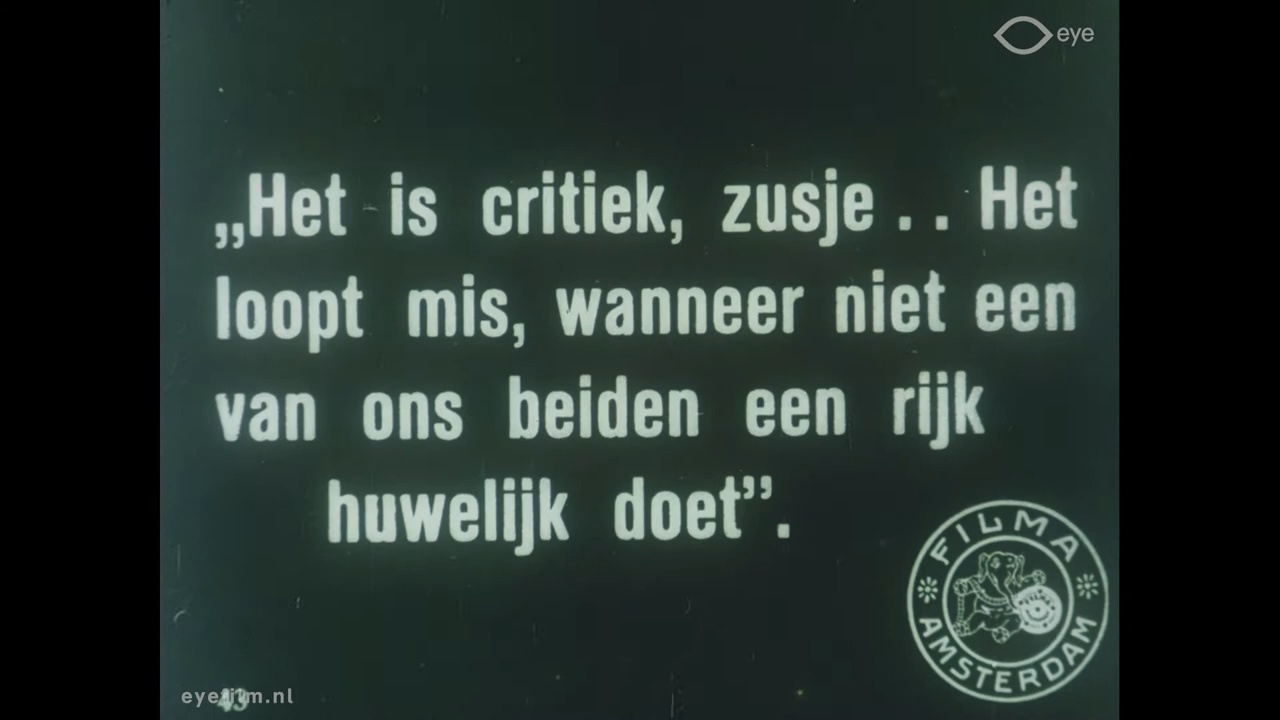 eye
„Het is critiek, zusje . . Het
loopt mis, wanneer niet een
van ons beiden een rijk
huwelijk doet”.
FILMA
AMSTERDAM
eyefilm.nl
43